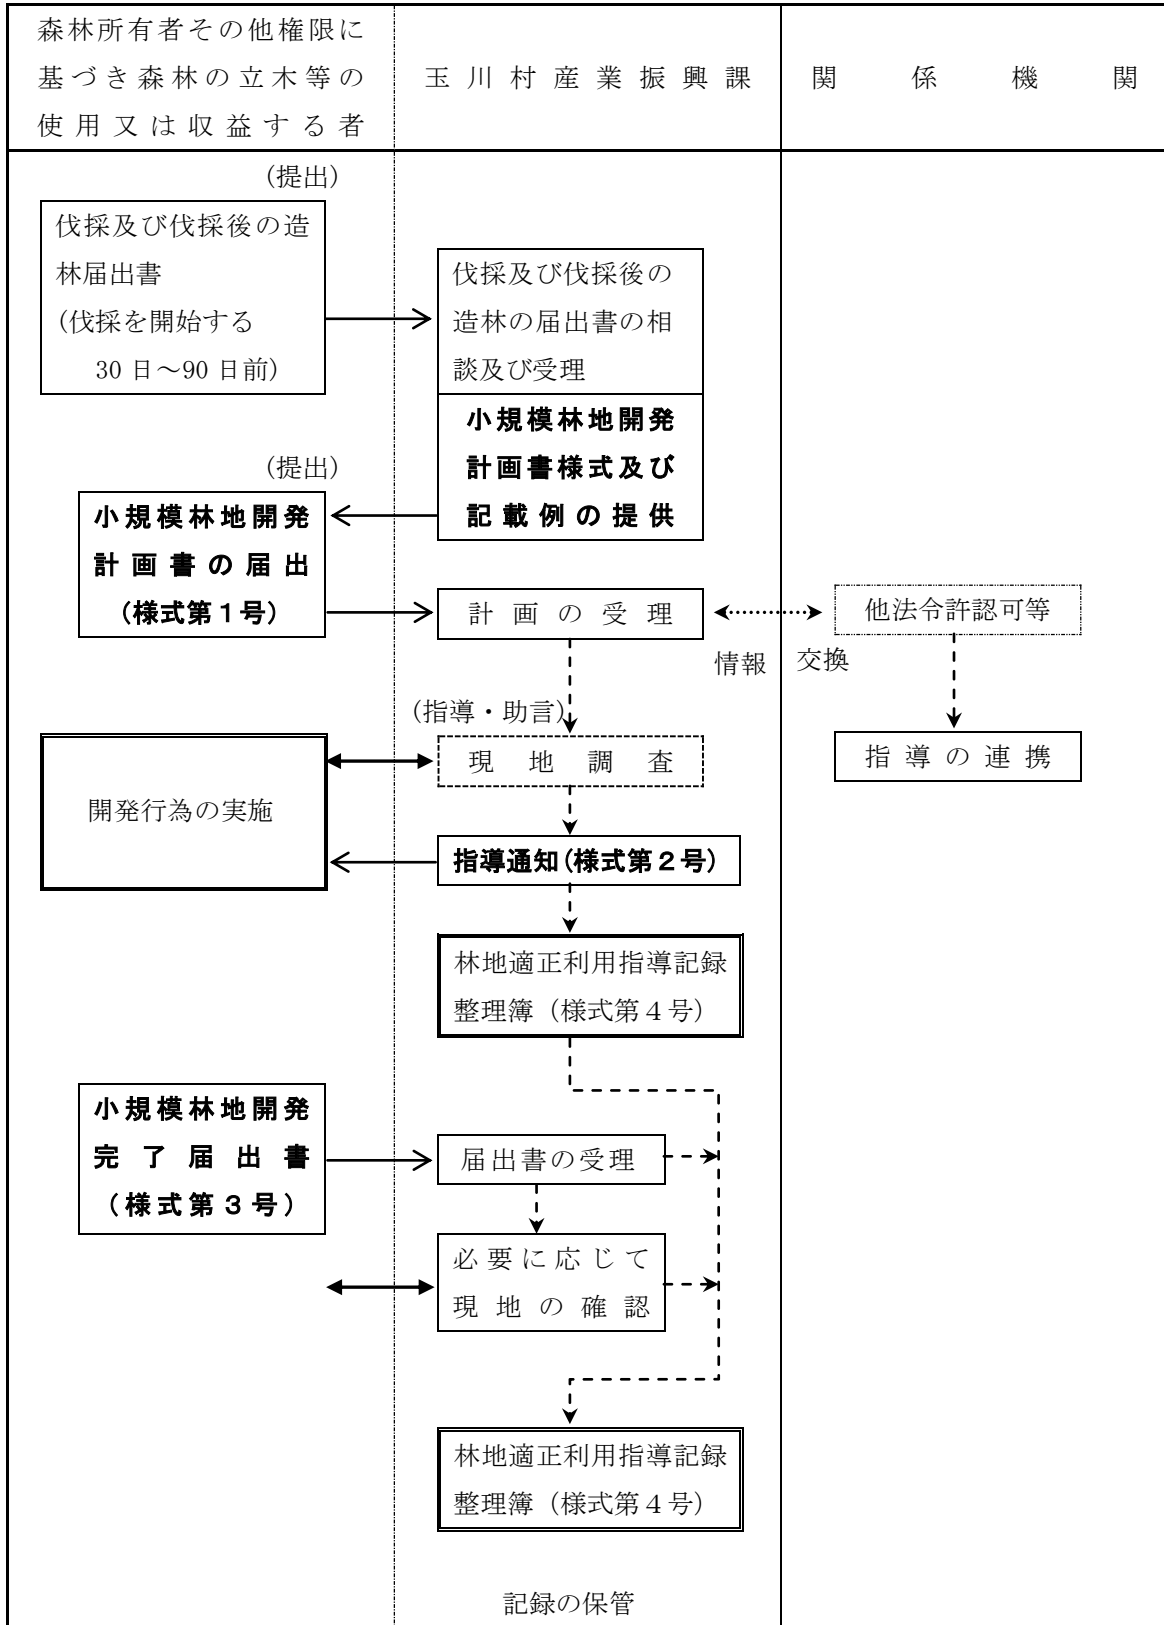 森林所有者その他権限に
基づき森林の立木等の
使用又は収益する者
玉川村産業振興課
関係機関
(提出)
伐採及び伐採後の造
林届出書
(伐採を開始する
30日～90日前)
伐採及び伐採後の
造林の届出書の相
談及び受理
小規模林地開発
計画書様式及び
記載例の提供
(提出)
小規模林地開発
計画書の届出
(様式第１号)
計画の受理
他法令許認可等
情報 交換
(指導・助言)
現地調査
指導の連携
開発行為の実施
指導通知(様式第２号)
林地適正利用指導記録
整理簿（様式第４号）
小規模林地開発
完了届出書
(様式第３号)
届出書の受理
必要に応じて
現地の確認
林地適正利用指導記録
整理簿（様式第４号）
記録の保管